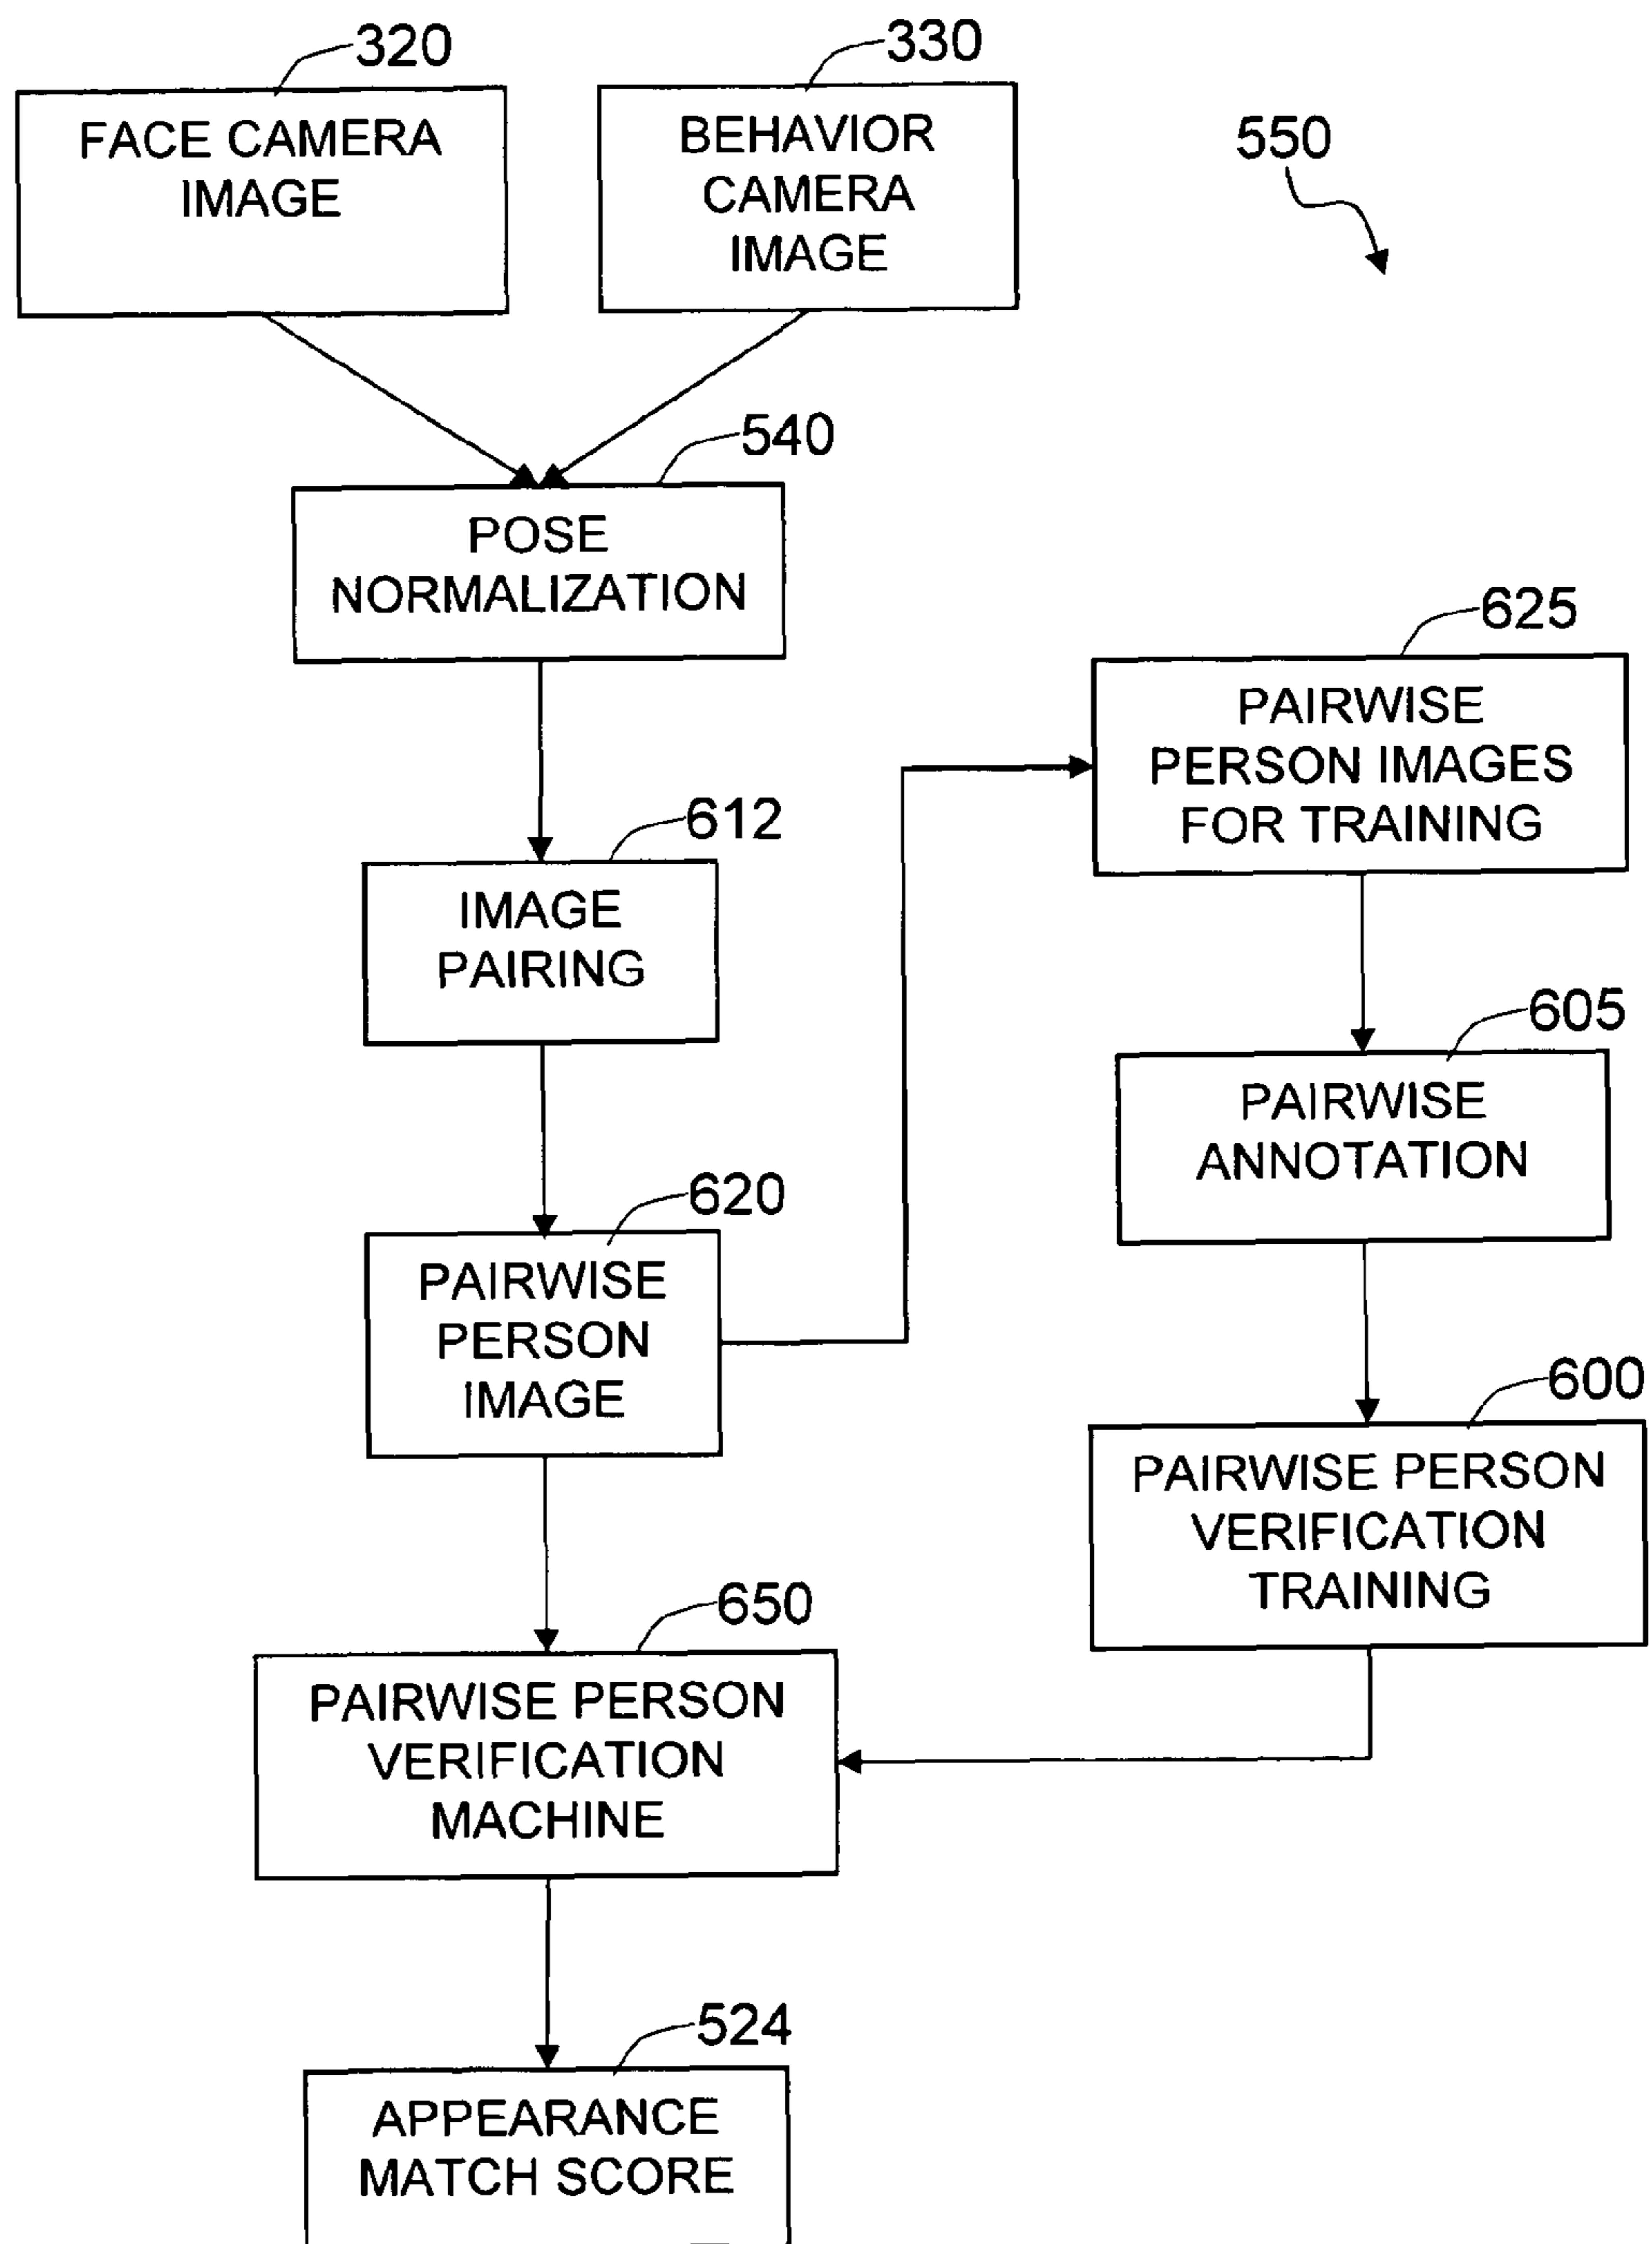 320
330
FACE CAMERA
IMAGE
BEHAVIOR
CAMERA
IMAGE
550
540
POSE
NORMALIZATION
625
PAIRWISE
PERSON IMAGES
FOR TRAINING
612
IMAGE
PAIRING
605
PAIRWISE
ANNOTATION
620
PAIRWISE
PERSON
IMAGE
600
PAIRWISE PERSON
VERIFICATION
TRAINING
650
PAIRWISE PERSON
VERIFICATION
MACHINE
524
APPEARANCE
MATCH SCORE